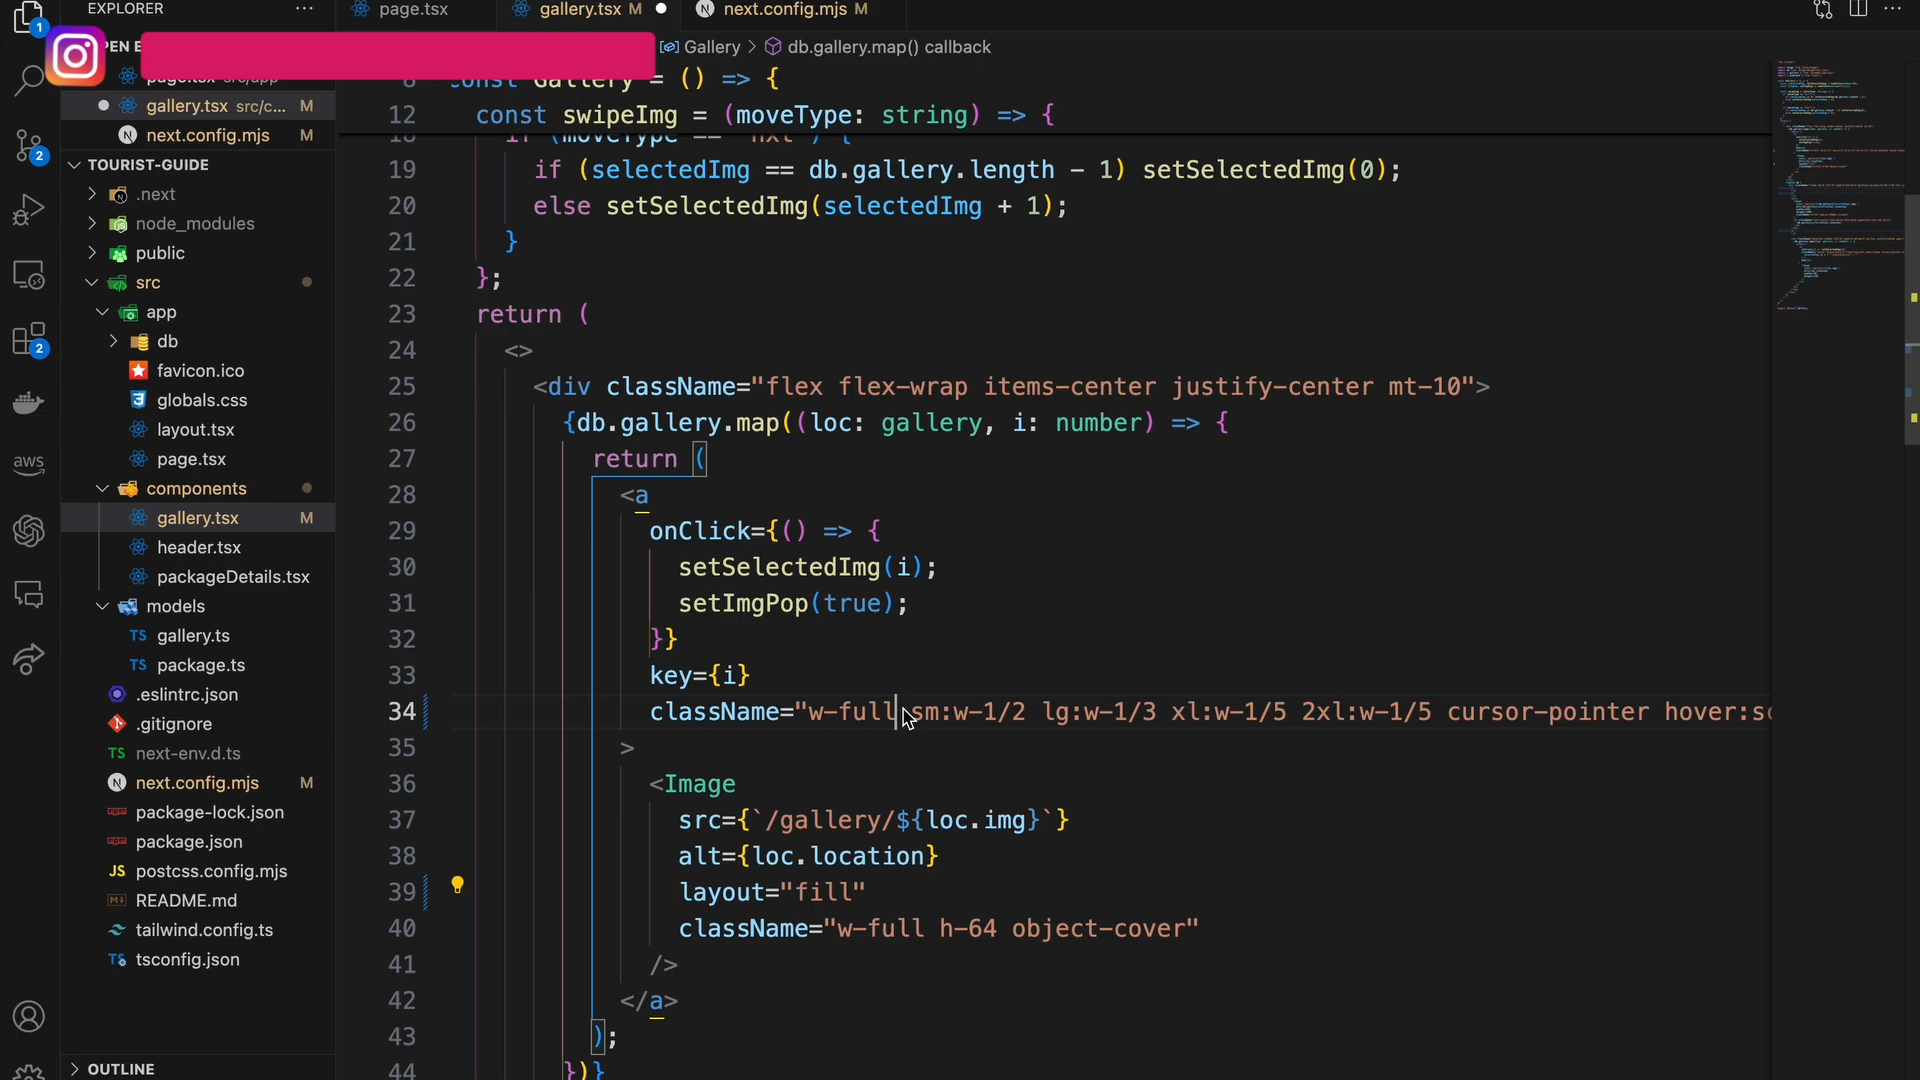 EXPLORER
page.tsx
gallery.tsx M
next.config.mjs M
PEN E
Gallery > db.gallery.map() callback
page.tsx src/app
gallery.tsx src/c... M
next.config.mjs M
TOURIST-GUIDE
.next
node_modules
public
src
app
db
favicon.ico
globals.css
layout.tsx
page.tsx
components
gallery.tsx M
header.tsx
packageDetails.tsx
models
TS gallery.ts
TS package.ts
.eslintrc.json
.gitignore
TS next-env.d.ts
next.config.mjs M
package-lock.json
package.json
JS postcss.config.mjs
README.md
tailwind.config.ts
tsconfig.json
OUTLINE
1
2
2
aws
8 const Gallery = () => {
12 const swipeImg = (moveType: string) => {
18 if (moveType == "nxt") {
19 if (selectedImg == db.gallery.length - 1) setSelectedImg(0);
20 else setSelectedImg(selectedImg + 1);
21 }
22 };
23 return (
24 <>
25 <div className="flex flex-wrap items-center justify-center mt-10">
26 {db.gallery.map((loc: gallery, i: number) => {
27 return (
28 <a
29 onClick={() => {
30 setSelectedImg(i);
31 setImgPop(true);
32 }}
33 key={i}
34 className="w-full sm:w-1/2 lg:w-1/3 xl:w-1/5 2xl:w-1/5 cursor-pointer hover:sc
35 >
36 <Image
37 src={`/gallery/${loc.img}`}
38 alt={loc.location}
39 layout="fill"
40 className="w-full h-64 object-cover"
41 />
42 </a>
43 );
44 })}